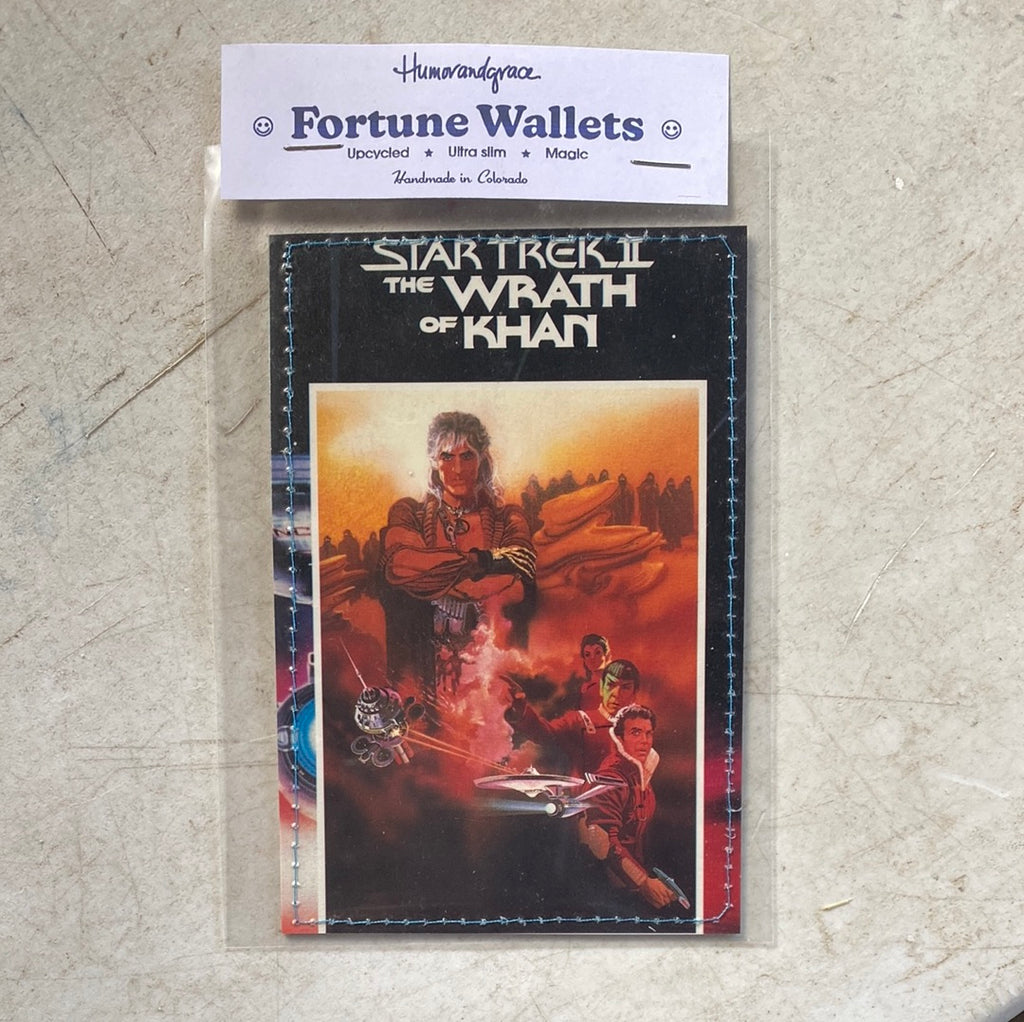 Humorandgrace
Fortune Wallets
Upcycled ★ Ultra slim ★ Magic
Handmade in Colorado
STAR TREK II
THE WRATH
OF KHAN